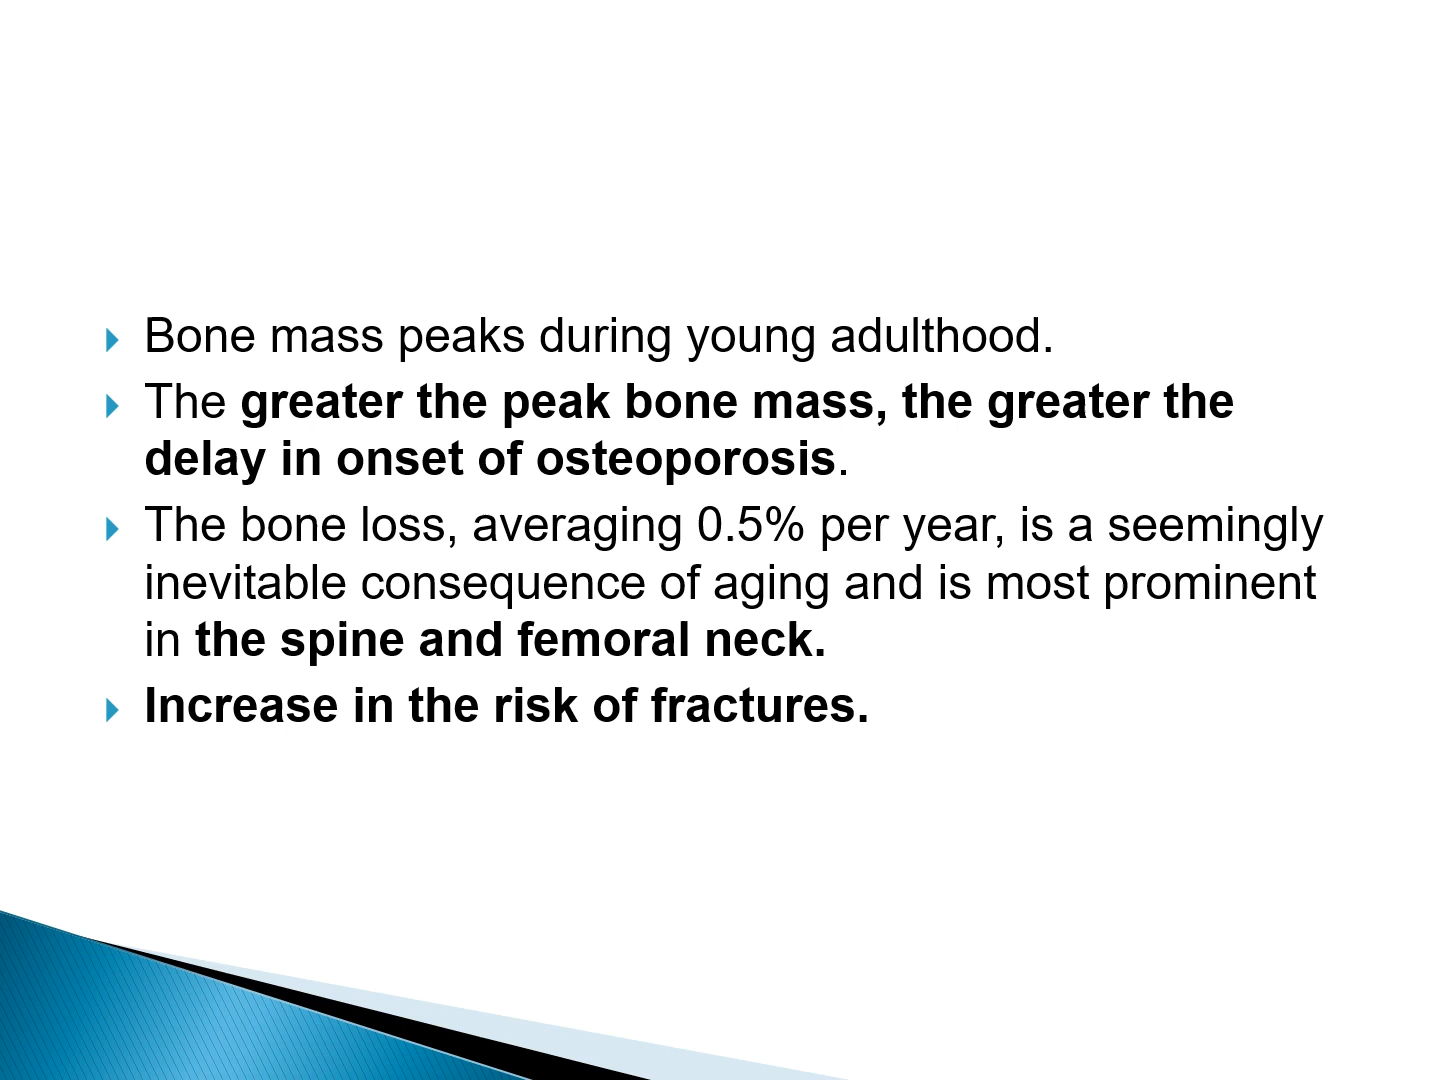 Bone mass peaks during young adulthood.
The greater the peak bone mass, the greater the
delay in onset of osteoporosis.
The bone loss, averaging 0.5% per year, is a seemingly
inevitable consequence of aging and is most prominent
in the spine and femoral neck.
Increase in the risk of fractures.